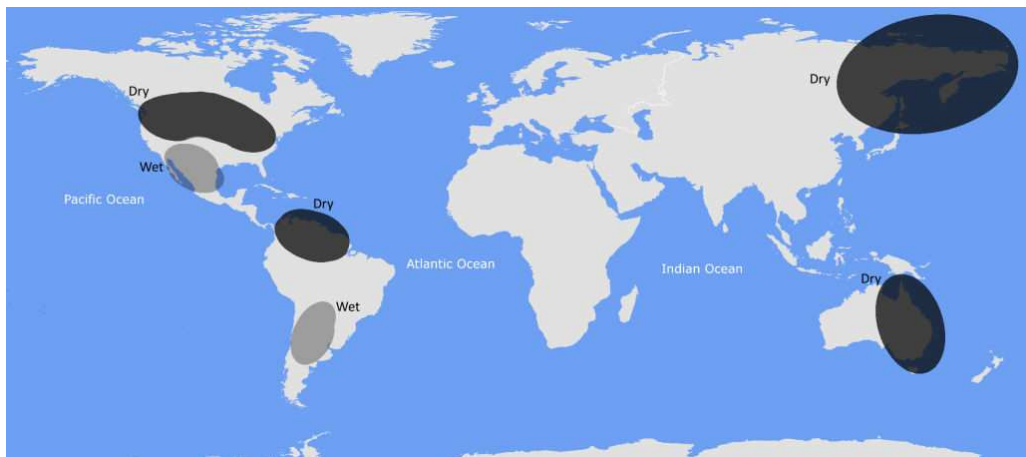 Dry
Dry
Wet
Pacific Ocean
Dry
Atlantic Ocean
Indian Ocean
Dry
Wet